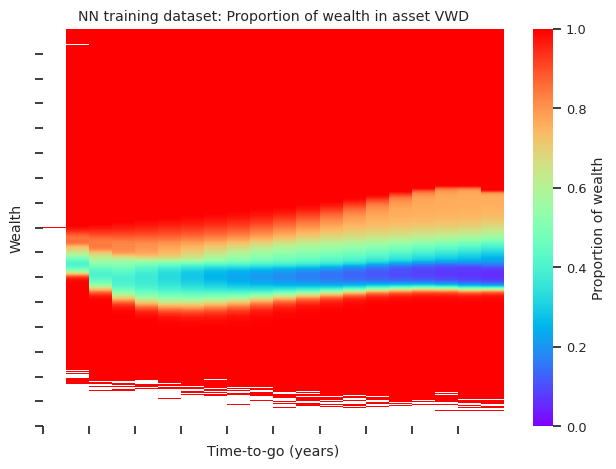 NN training dataset: Proportion of wealth in asset VWD
Wealth
Time-to-go (years)
1.0
0.8
0.6
0.4
0.2
0.0
Proportion of wealth